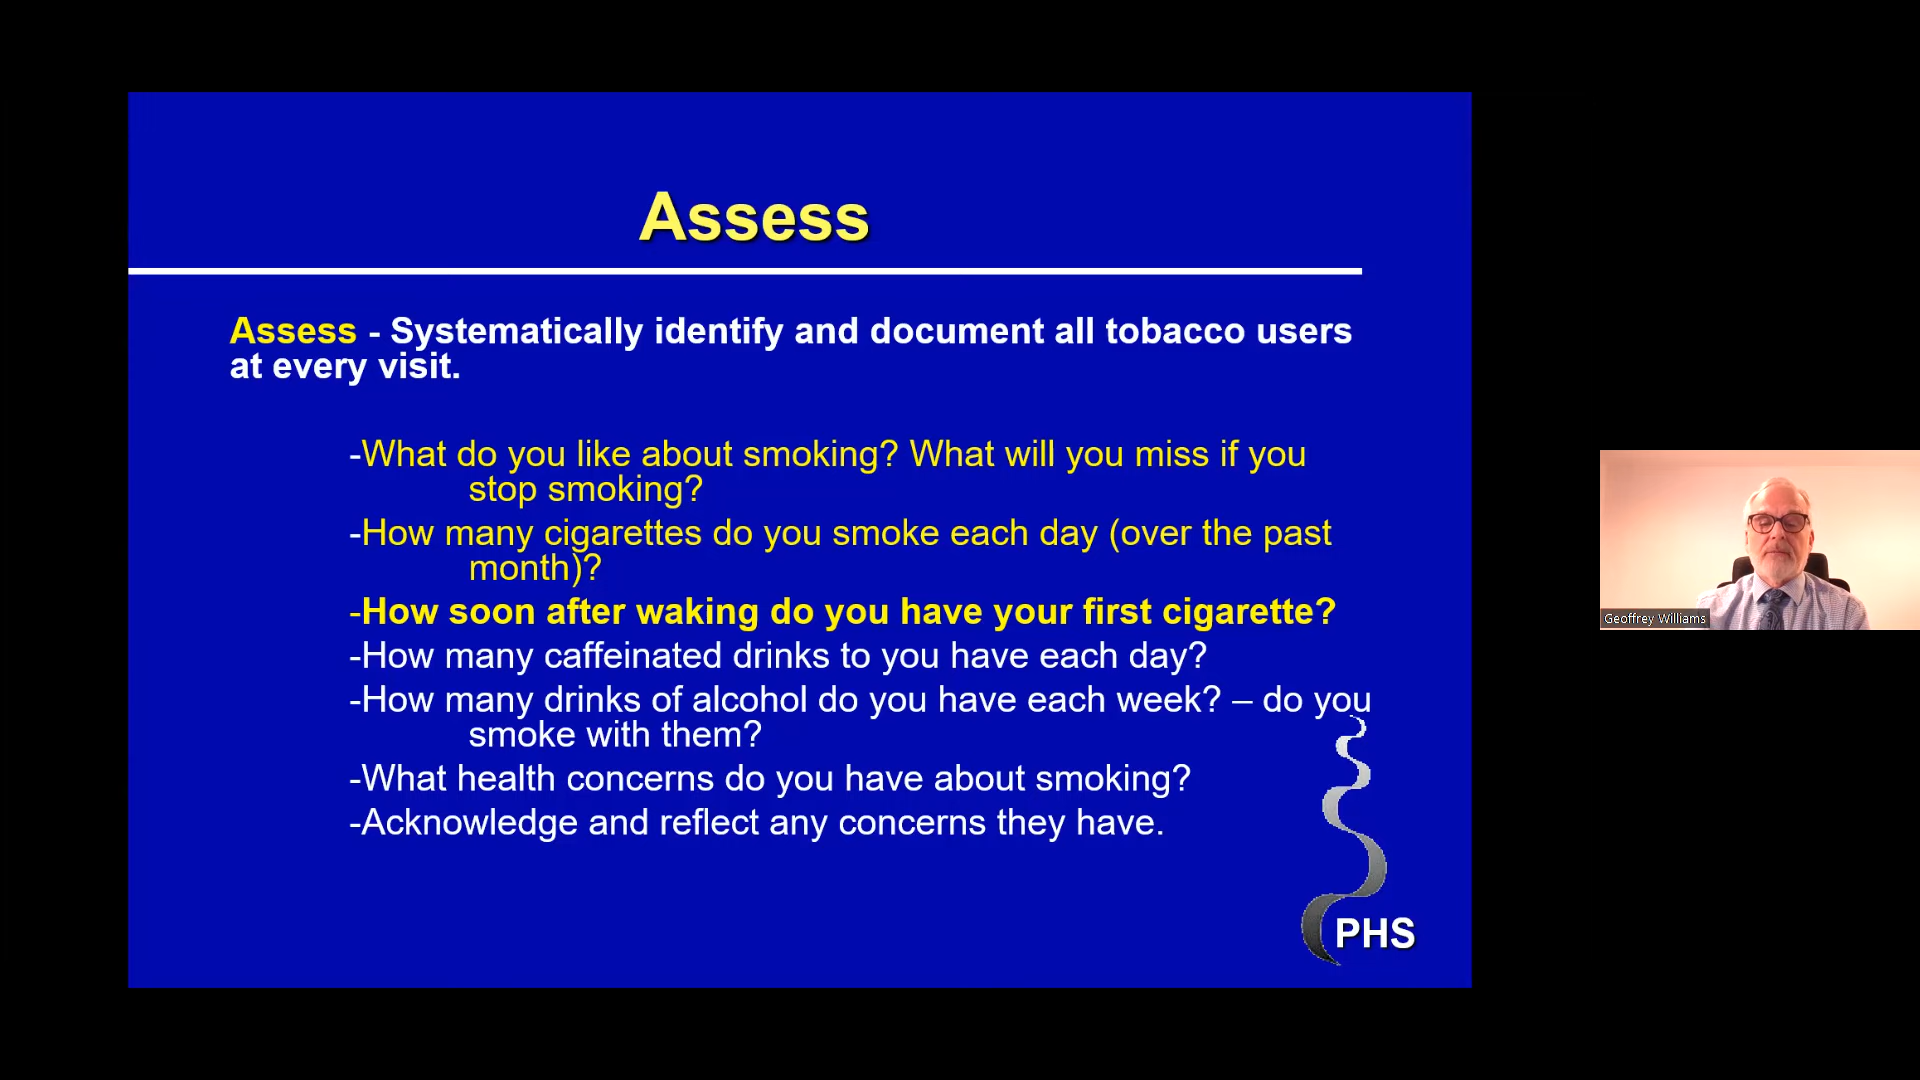 Assess
Assess - Systematically identify and document all tobacco users
at every visit.
-What do you like about smoking? What will you miss if you
stop smoking?
-How many cigarettes do you smoke each day (over the past
month)?
-How soon after waking do you have your first cigarette?
-How many caffeinated drinks to you have each day?
-How many drinks of alcohol do you have each week? – do you
smoke with them?
-What health concerns do you have about smoking?
-Acknowledge and reflect any concerns they have.
PHS
Geoffrey Williams